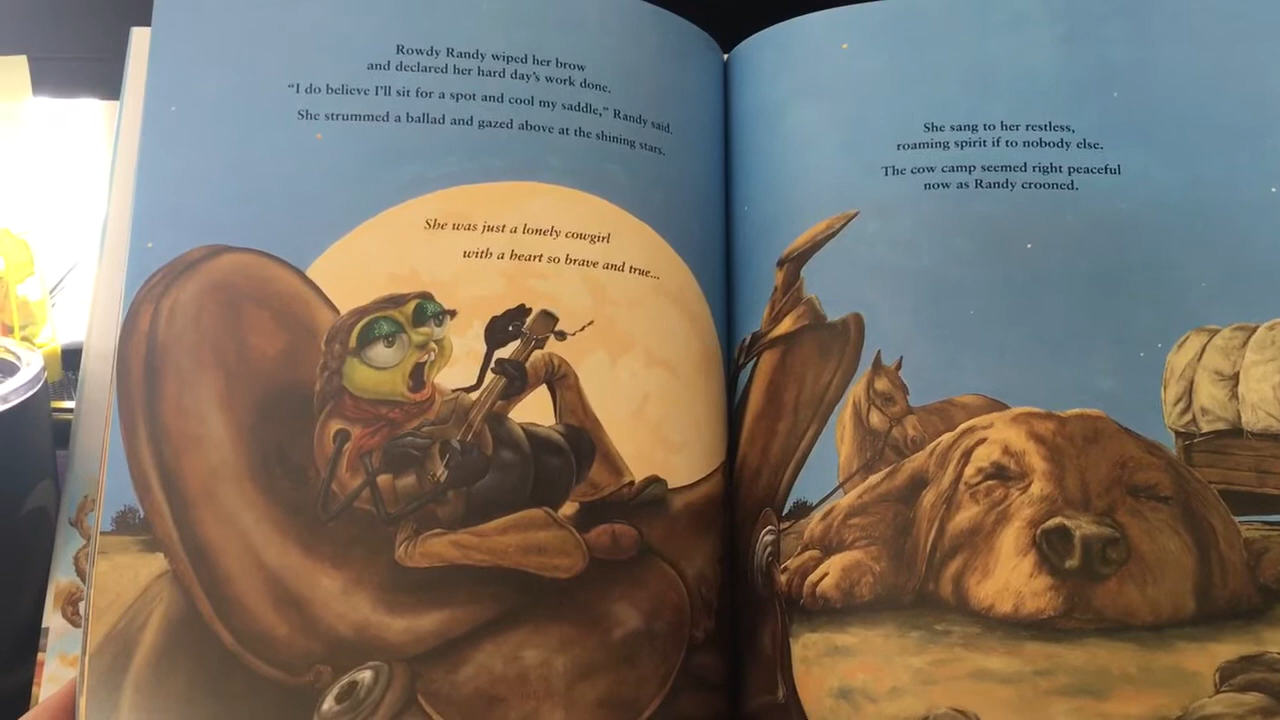 Rowdy Randy wiped her brow
and declared her hard day's work done.
“I do believe I'll sit for a spot and cool my saddle,” Randy said.
She strummed a ballad and gazed above at the shining stars.
She was just a lonely cowgirl
with a heart so brave and true...
She sang to her restless,
roaming spirit if to nobody else.
The cow camp seemed right peaceful
now as Randy crooned.